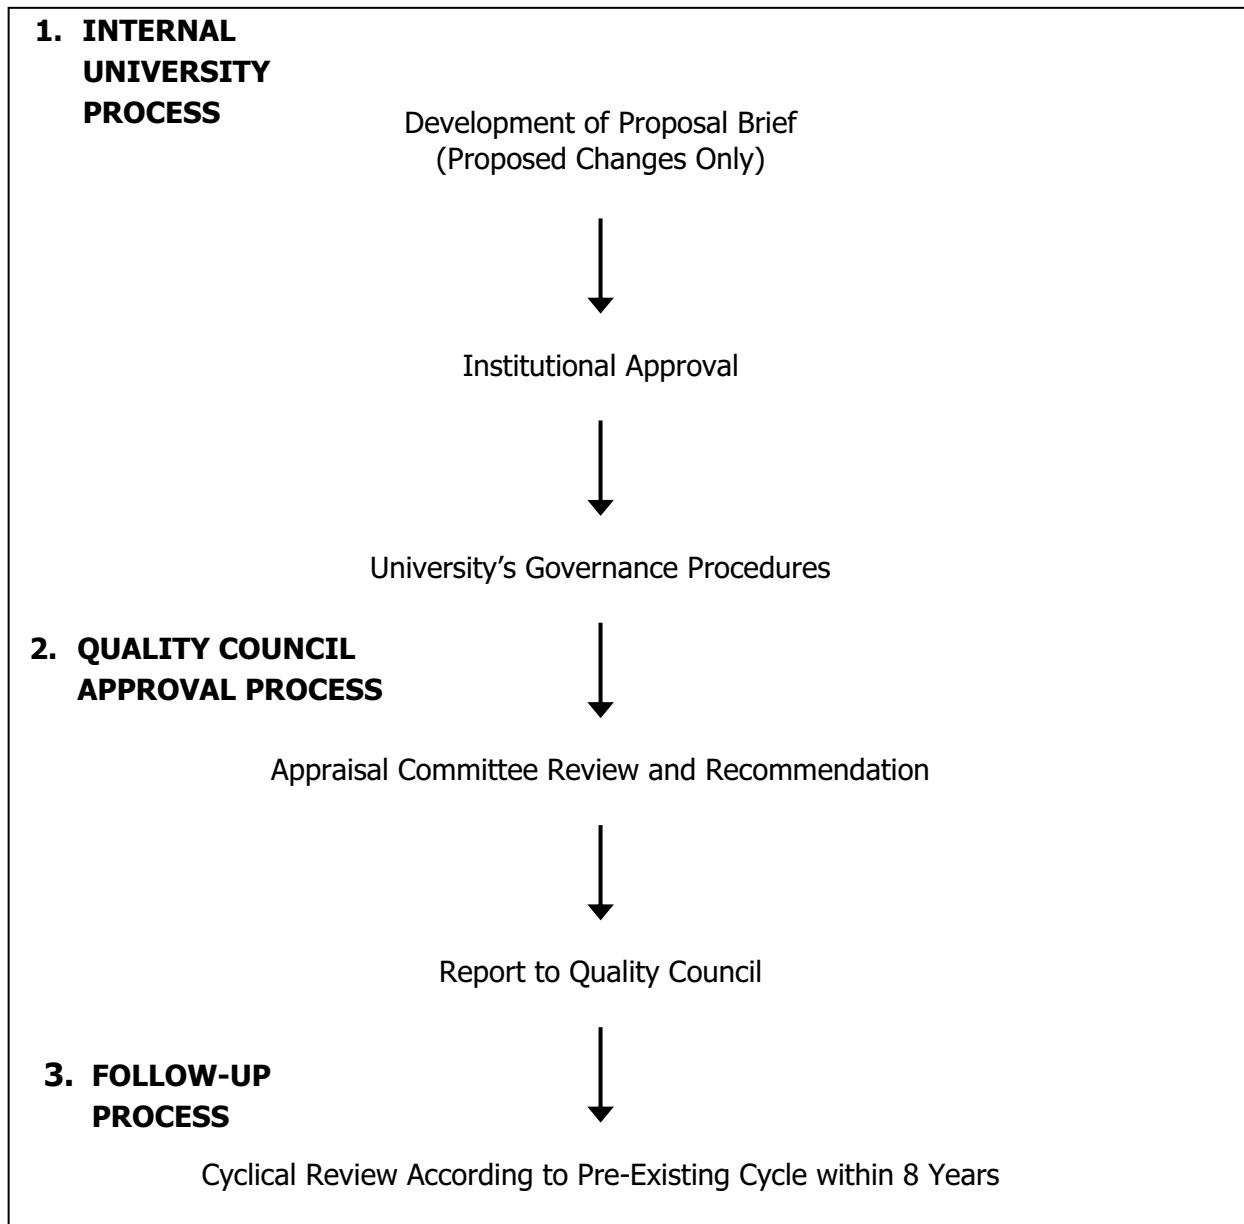 1. INTERNAL
UNIVERSITY
PROCESS
Development of Proposal Brief
(Proposed Changes Only)
Institutional Approval
University’s Governance Procedures
2. QUALITY COUNCIL
APPROVAL PROCESS
Appraisal Committee Review and Recommendation
Report to Quality Council
3. FOLLOW-UP
PROCESS
Cyclical Review According to Pre-Existing Cycle within 8 Years